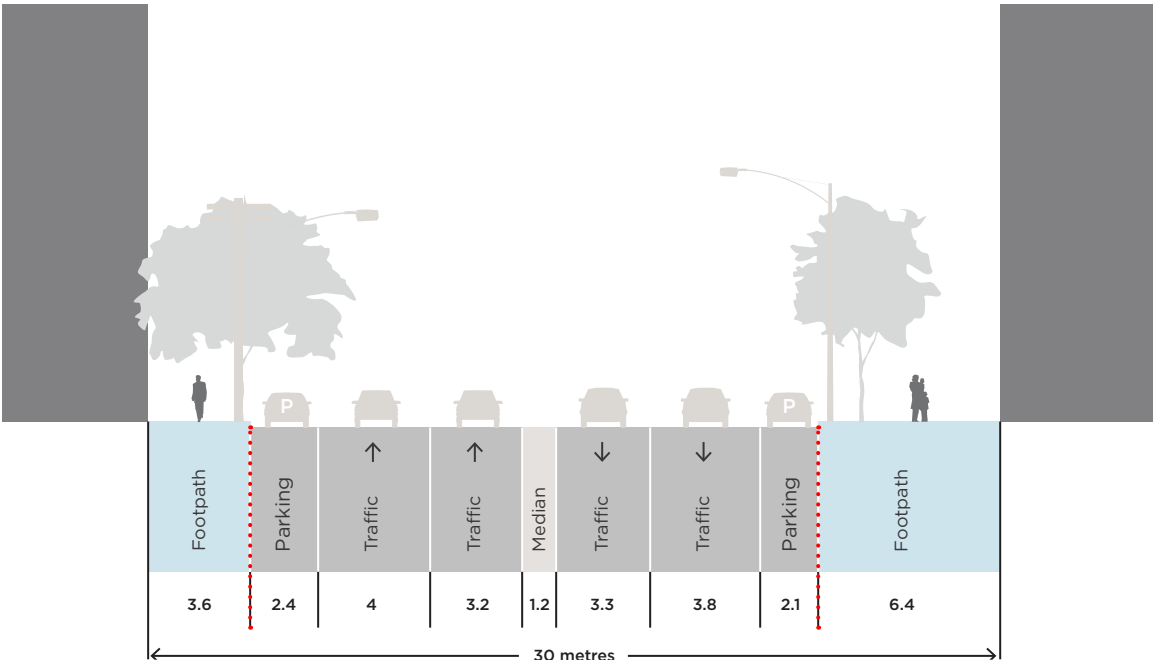 P
P
Footpath
Parking
Traffic
Traffic
Median
Traffic
Traffic
Parking
Footpath
3.6
2.4
4
3.2
1.2
3.3
3.8
2.1
6.4
30 metres